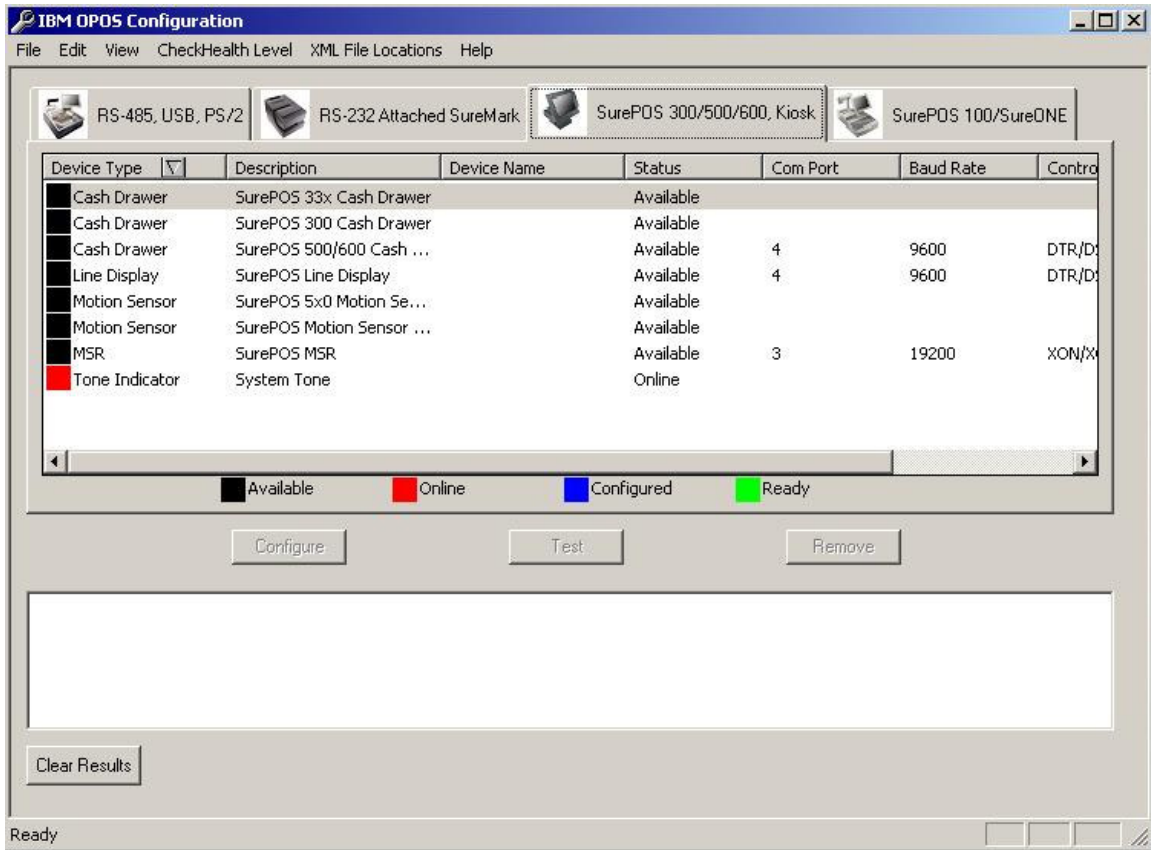 IBM OPOS Configuration
File Edit View CheckHealth Level XML File Locations Help
RS-485, USB, PS/2 RS-232 Attached SureMark SurePOS 300/500/600, Kiosk SurePOS 100/SureONE
Device Type Description Device Name Status Com Port Baud Rate Contro
Cash Drawer SurePOS 33x Cash Drawer Available
Cash Drawer SurePOS 300 Cash Drawer Available
Cash Drawer SurePOS 500/600 Cash ... Available 4 9600 DTR/D
Line Display SurePOS Line Display Available 4 9600 DTR/D
Motion Sensor SurePOS 5x0 Motion Se... Available
Motion Sensor SurePOS Motion Sensor ... Available
MSR SurePOS MSR Available 3 19200 XON/X
Tone Indicator System Tone Online
Available Online Configured Ready
Configure Test Remove
Clear Results
Ready